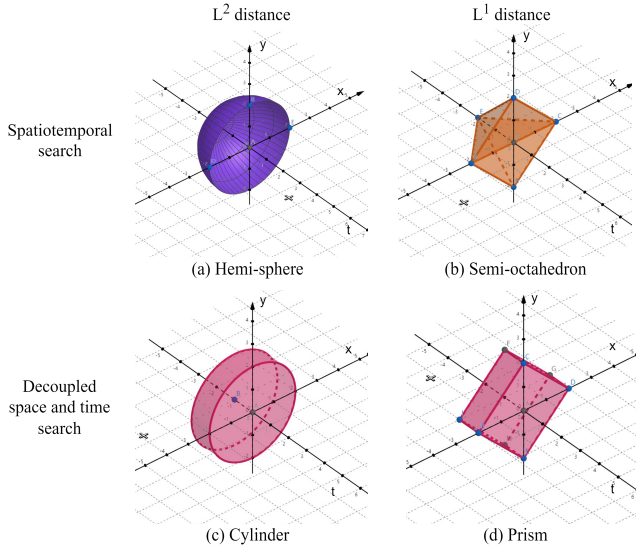 L² distance
L¹ distance
Spatiotemporal
search
y
x
t
y
x
t
(a) Hemi-sphere
(b) Semi-octahedron
Decoupled
space and time
search
y
x
t
y
x
t
(c) Cylinder
(d) Prism